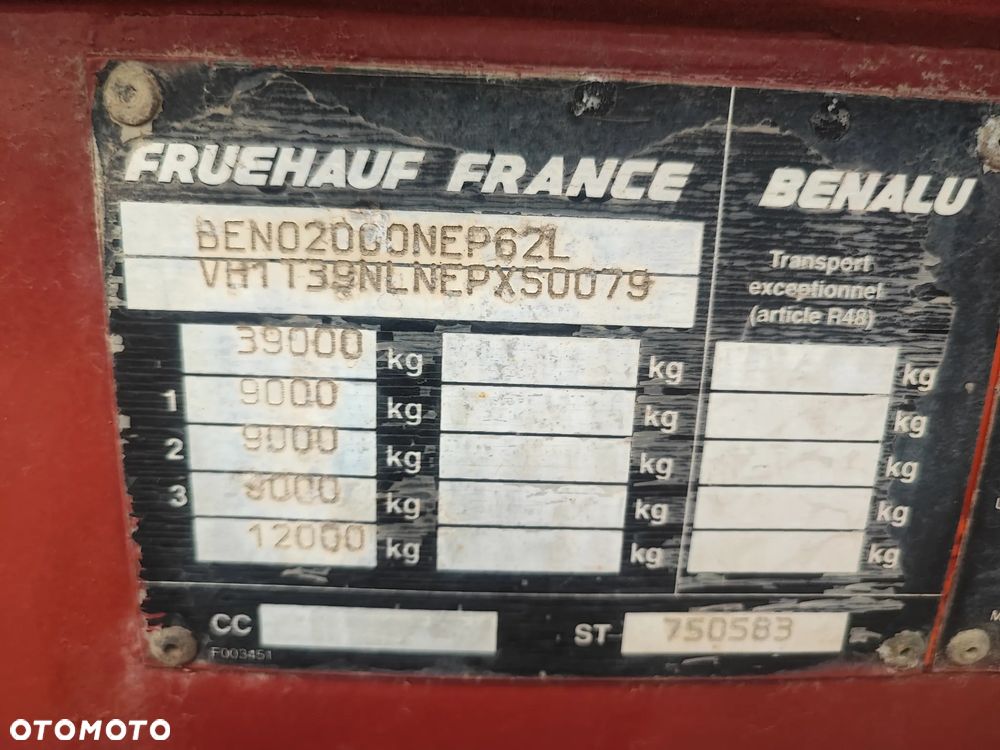 FRUEHAUF FRANCE BENALU
BEN02000NEP62L
VH1T39NLNEPXS0079
Transport
exceptionnel
(article R48)
39000 kg kg kg
1 9000 kg kg kg
2 9000 kg kg kg
3 9000 kg kg kg
12000 kg kg kg
CC ST 750583
F003451
OTOMOTO